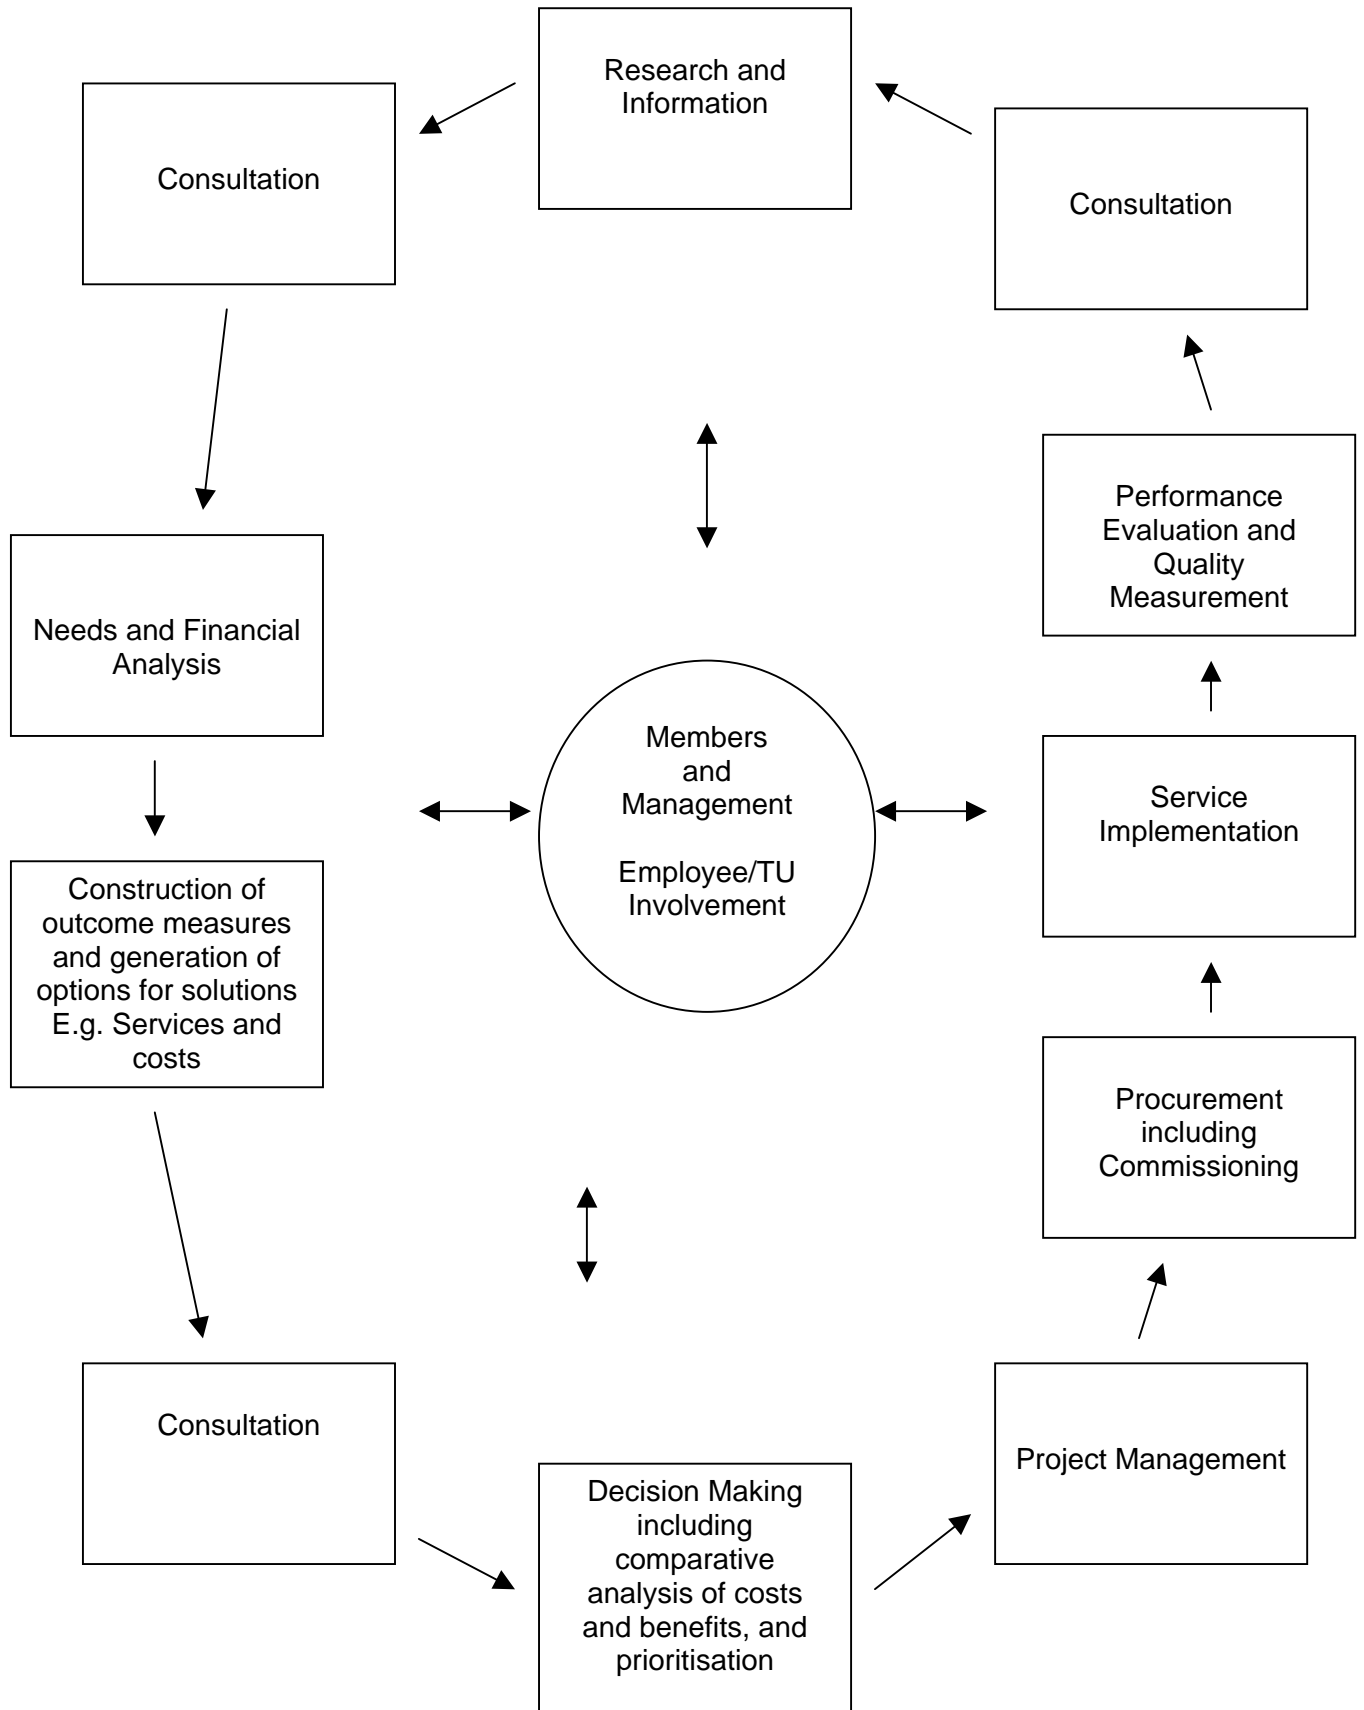 Research and
Information
Consultation
Consultation
Performance
Evaluation and
Quality
Measurement
Needs and Financial
Analysis
Members
and
Management
Employee/TU
Involvement
Service
Implementation
Construction of
outcome measures
and generation of
options for solutions
E.g. Services and
costs
Procurement
including
Commissioning
Consultation
Project Management
Decision Making
including
comparative
analysis of costs
and benefits, and
prioritisation